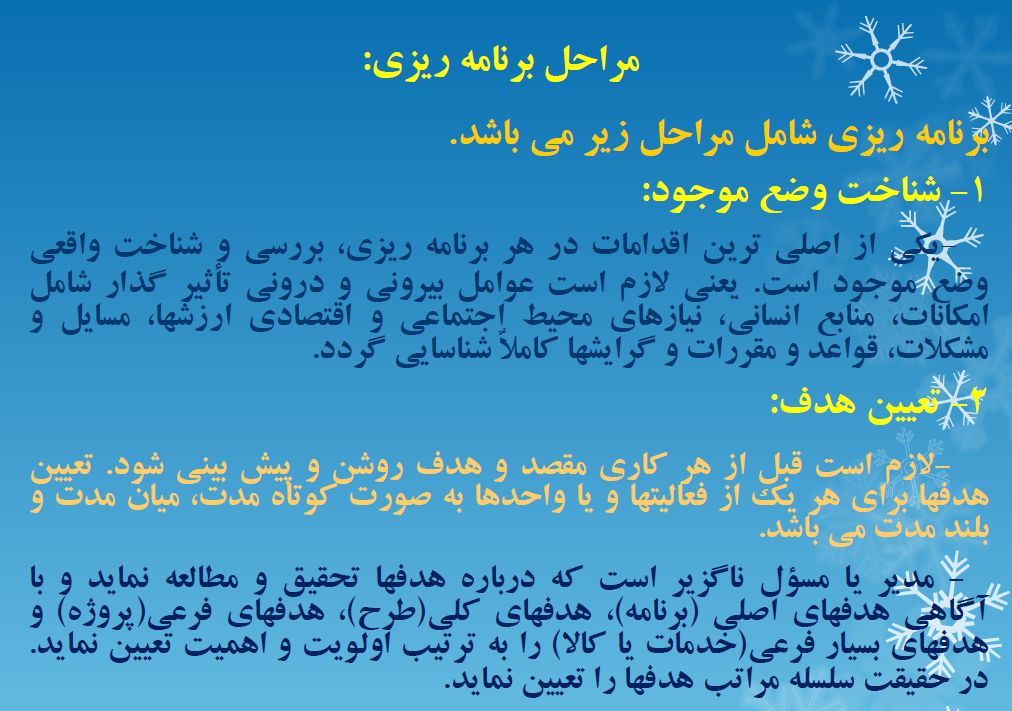 مراحل برنامه ریزی:
برنامه ریزی شامل مراحل زیر می باشد.
۱- شناخت وضع موجود:
-یکی از اصلی ترین اقدامات در هر برنامه ریزی، بررسی و شناخت واقعی
وضع موجود است. یعنی لازم است عوامل بیرونی و درونی تأثیر گذار شامل
امکانات، منابع انسانی، نیازهای محیط اجتماعی و اقتصادی ارزشها، مسایل و
مشکلات، قواعد و مقررات و گرایشها کاملاً شناسایی گردد.
۲- تعیین هدف:
-لازم است قبل از هر کاری مقصد و هدف روشن و پیش بینی شود. تعیین
هدفها برای هر یک از فعالیتها و یا واحدها به صورت کوتاه مدت، میان مدت و
بلند مدت می باشد.
- مدیر یا مسؤل ناگزیر است که درباره هدفها تحقیق و مطالعه نماید و با
آگاهی هدفهای اصلی (برنامه)، هدفهای کلی(طرح)، هدفهای فرعی(پروژه) و
هدفهای بسیار فرعی(خدمات یا کالا) را به ترتیب اولویت و اهمیت تعیین نماید.
در حقیقت سلسله مراتب هدفها را تعیین نماید.